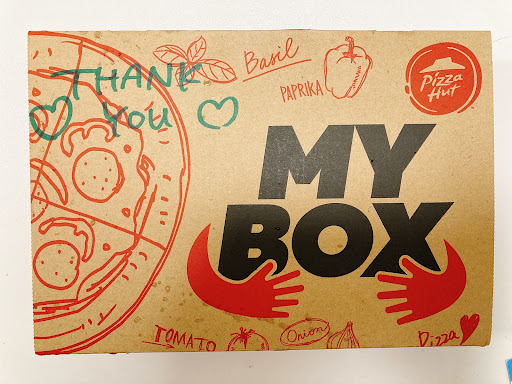 Basil
PAPRIKA
Pizza
Hut
THANK
YOU
MY
BOX
TOMATO
Onion
Pizza